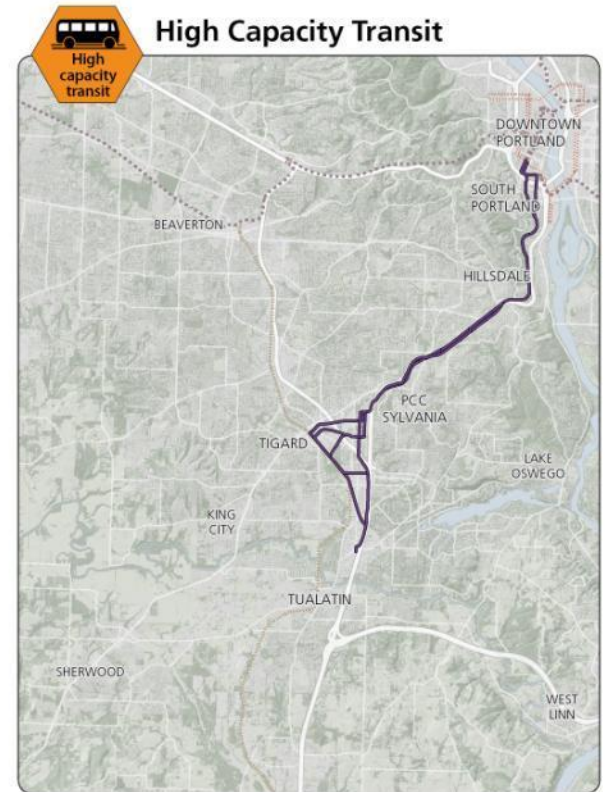 High Capacity Transit
High
capacity
transit
DOWNTOWN
PORTLAND
SOUTH
PORTLAND
BEAVERTON
HILLSDALE
PCC
SYLVANIA
TIGARD
LAKE
OSWEGO
KING
CITY
TUALATIN
SHERWOOD
WEST
LINN